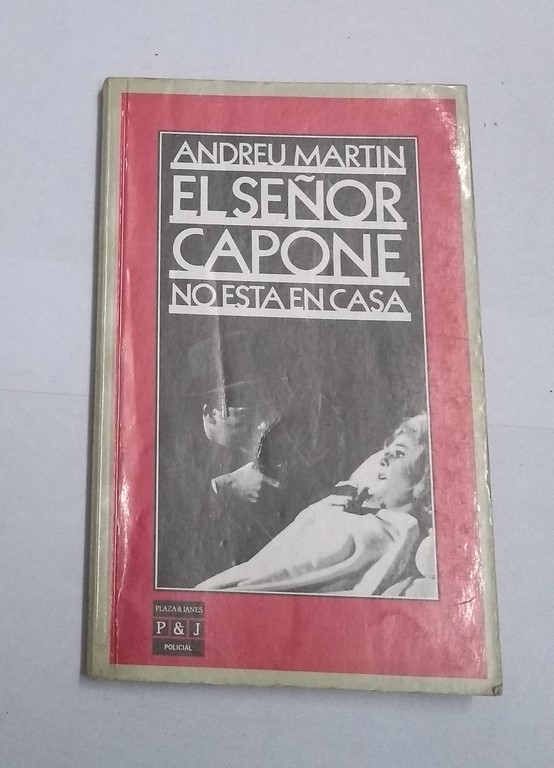 ANDREU MARTIN
EL SEÑOR
CAPONE
NO ESTA EN CASA
PLAZA & JANES
P & J
POLICIAL